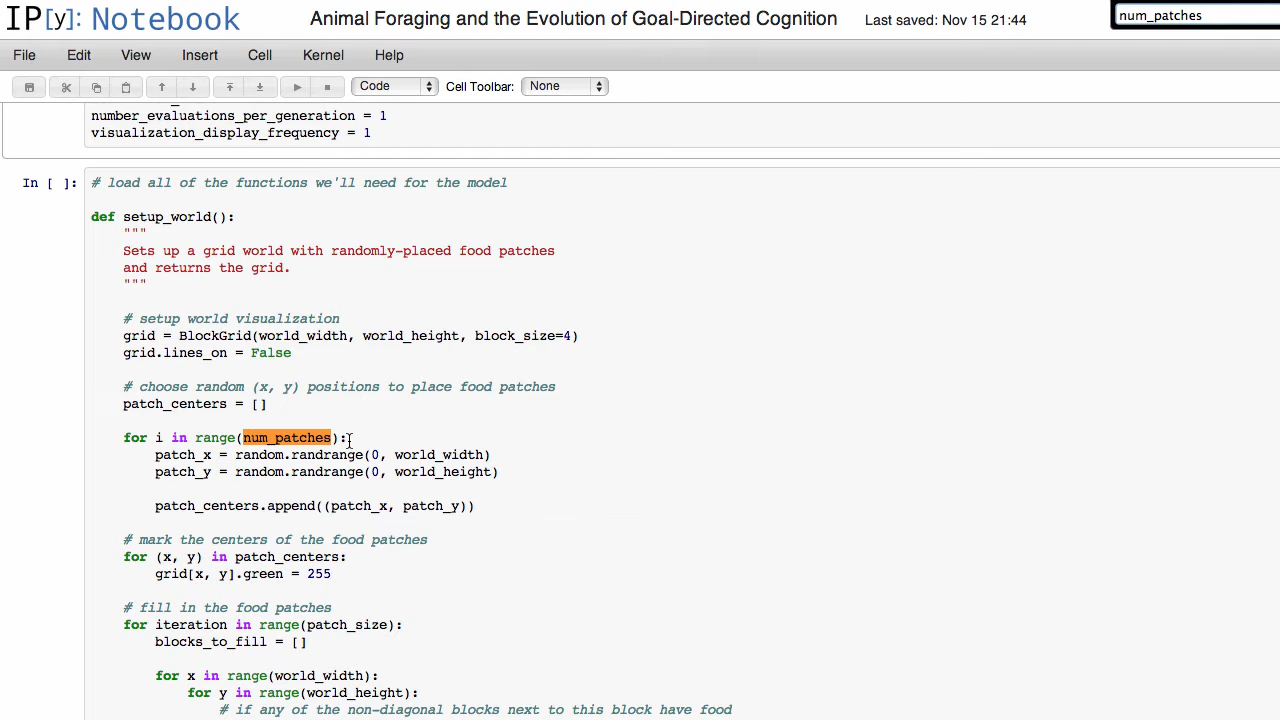 IP[y]: Notebook Animal Foraging and the Evolution of Goal-Directed Cognition Last saved: Nov 15 21:44 num_patches
File Edit View Insert Cell Kernel Help
Code Cell Toolbar: None
number_evaluations_per_generation = 1
visualization_display_frequency = 1
In [ ]: # load all of the functions we'll need for the model
def setup_world():
"""
Sets up a grid world with randomly-placed food patches
and returns the grid.
"""
# setup world visualization
grid = BlockGrid(world_width, world_height, block_size=4)
grid.lines_on = False
# choose random (x, y) positions to place food patches
patch_centers = []
for i in range(num_patches):
patch_x = random.randrange(0, world_width)
patch_y = random.randrange(0, world_height)
patch_centers.append((patch_x, patch_y))
# mark the centers of the food patches
for (x, y) in patch_centers:
grid[x, y].green = 255
# fill in the food patches
for iteration in range(patch_size):
blocks_to_fill = []
for x in range(world_width):
for y in range(world_height):
# if any of the non-diagonal blocks next to this block have food